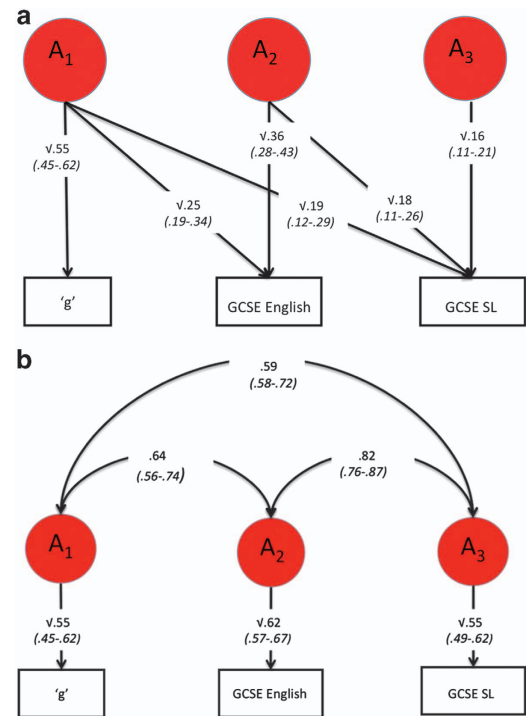 a
A1 A2 A3
√.55 √.36 √.16
(.45-.62) (.28-.43) (.11-.21)
√.25 √.19 √.18
(.19-.34) (.12-.29) (.11-.26)
'g' GCSE English GCSE SL
b
.59
(.58-.72)
.64 .82
(.56-.74) (.76-.87)
A1 A2 A3
√.55 √.62 √.55
(.45-.62) (.57-.67) (.49-.62)
'g' GCSE English GCSE SL